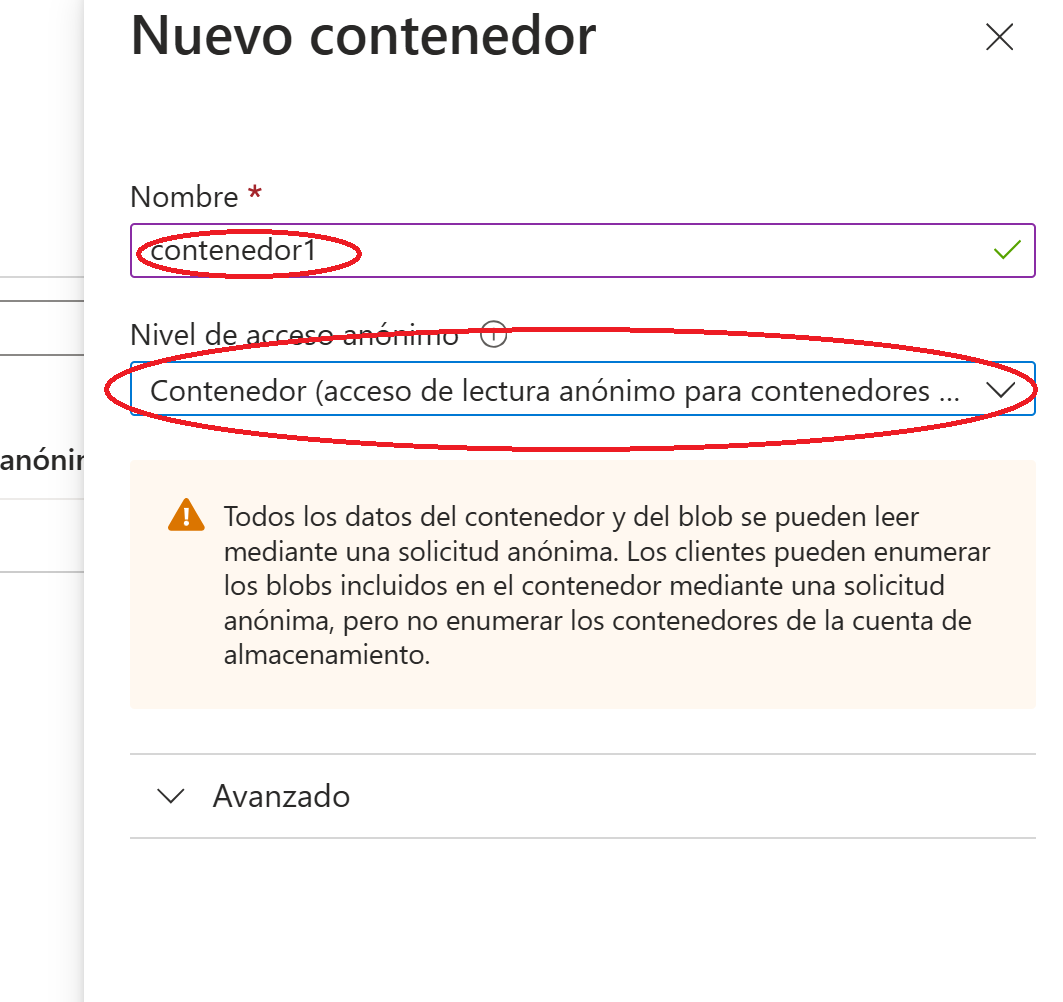 Nuevo contenedor
Nombre *
contenedor1
Nivel de acceso anónimo
Contenedor (acceso de lectura anónimo para contenedores ...
anónir
Todos los datos del contenedor y del blob se pueden leer
mediante una solicitud anónima. Los clientes pueden enumerar
los blobs incluidos en el contenedor mediante una solicitud
anónima, pero no enumerar los contenedores de la cuenta de
almacenamiento.
Avanzado